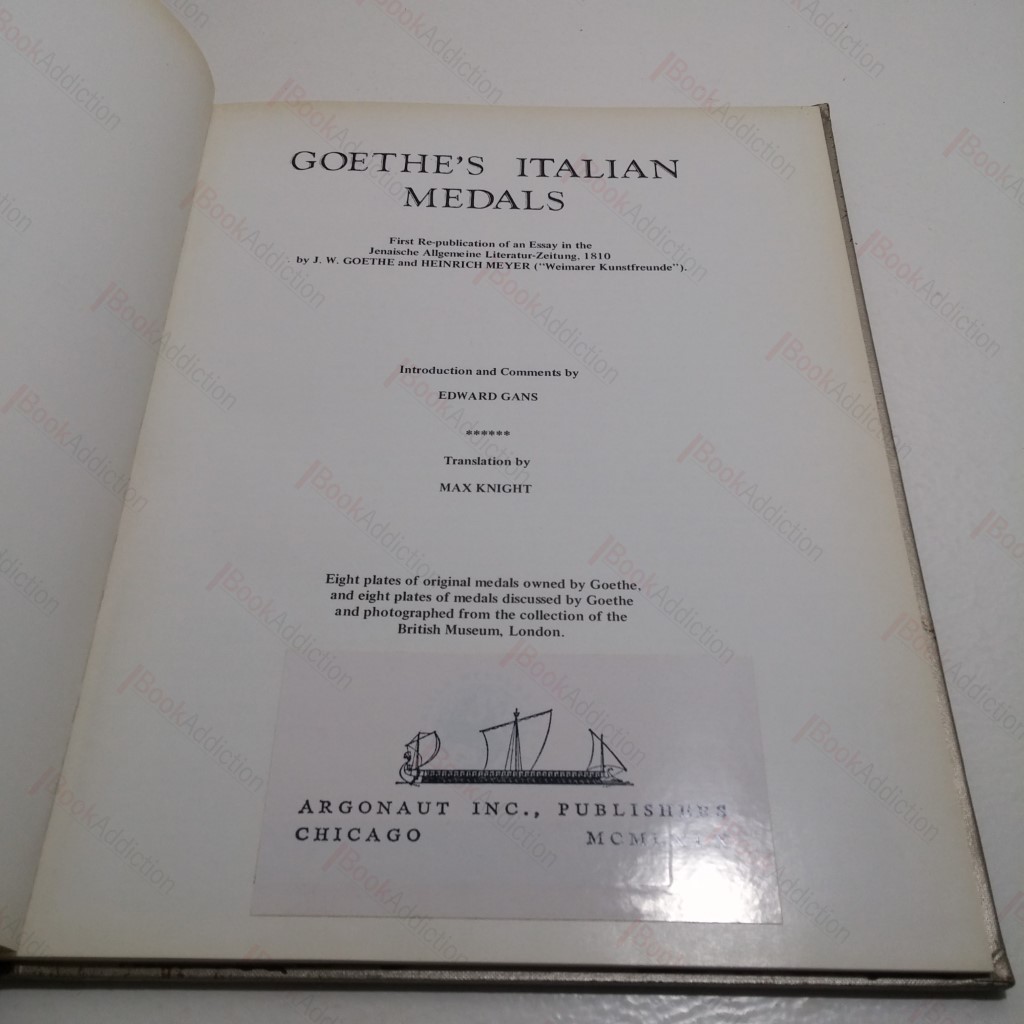 GOETHE'S ITALIAN
MEDALS
First Re-publication of an Essay in the
Jenaische Allgemeine Literatur-Zeitung, 1810
by J. W. GOETHE and HEINRICH MEYER ("Weimarer Kunstfreunde").
Introduction and Comments by
EDWARD GANS
******
Translation by
MAX KNIGHT
Eight plates of original medals owned by Goethe,
and eight plates of medals discussed by Goethe
and photographed from the collection of the
British Museum, London.
ARGONAUT INC., PUBLISHERS
CHICAGO
BookAddiction